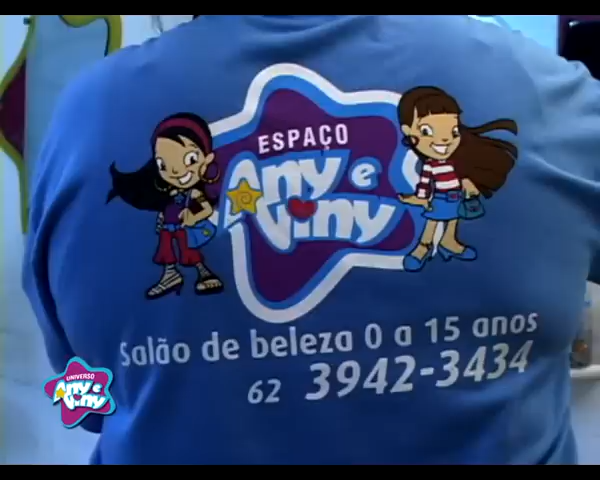 ESPAÇO
Any e
Viny
Salão de beleza 0 a 15 anos
62 3942-3434
UNIVERSO
Any e
Viny